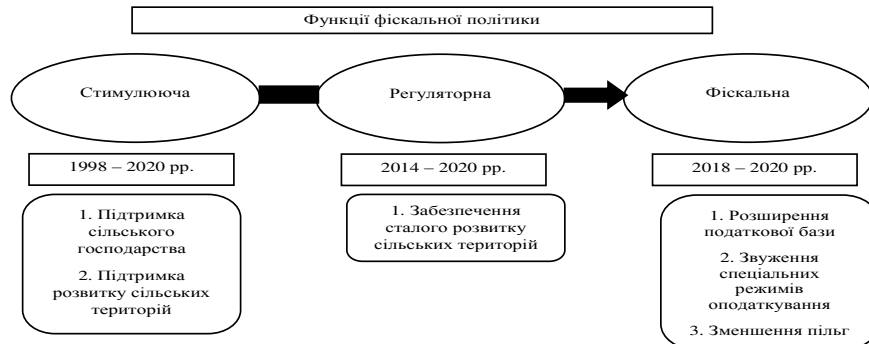 Функції фіскальної політики
Стимулююча
Регуляторна
Фіскальна
1998 – 2020 рр.
2014 – 2020 рр.
2018 – 2020 рр.
1. Підтримка
сільського
господарства
2. Підтримка
розвитку сільських
територій
1. Забезпечення
сталого розвитку
сільських територій
1. Розширення
податкової бази
2. Звуження
спеціальних
режимів
оподаткування
3. Зменшення пільг